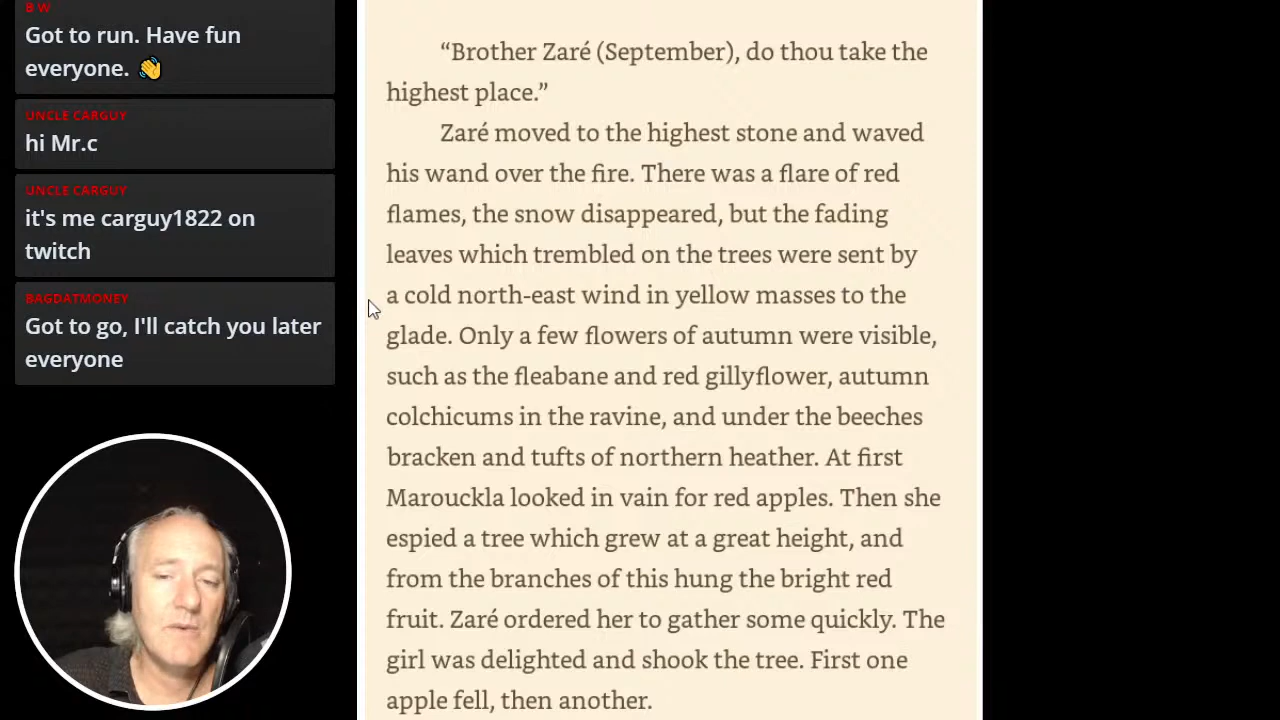 B W
Got to run. Have fun
everyone. 👋
UNCLE CARGUY
hi Mr.c
UNCLE CARGUY
it's me carguy1822 on
twitch
BAGDATMONEY
Got to go, I'll catch you later
everyone
“Brother Zaré (September), do thou take the
highest place.”
Zaré moved to the highest stone and waved
his wand over the fire. There was a flare of red
flames, the snow disappeared, but the fading
leaves which trembled on the trees were sent by
a cold north-east wind in yellow masses to the
glade. Only a few flowers of autumn were visible,
such as the fleabane and red gillyflower, autumn
colchicums in the ravine, and under the beeches
bracken and tufts of northern heather. At first
Marouckla looked in vain for red apples. Then she
espied a tree which grew at a great height, and
from the branches of this hung the bright red
fruit. Zaré ordered her to gather some quickly. The
girl was delighted and shook the tree. First one
apple fell, then another.